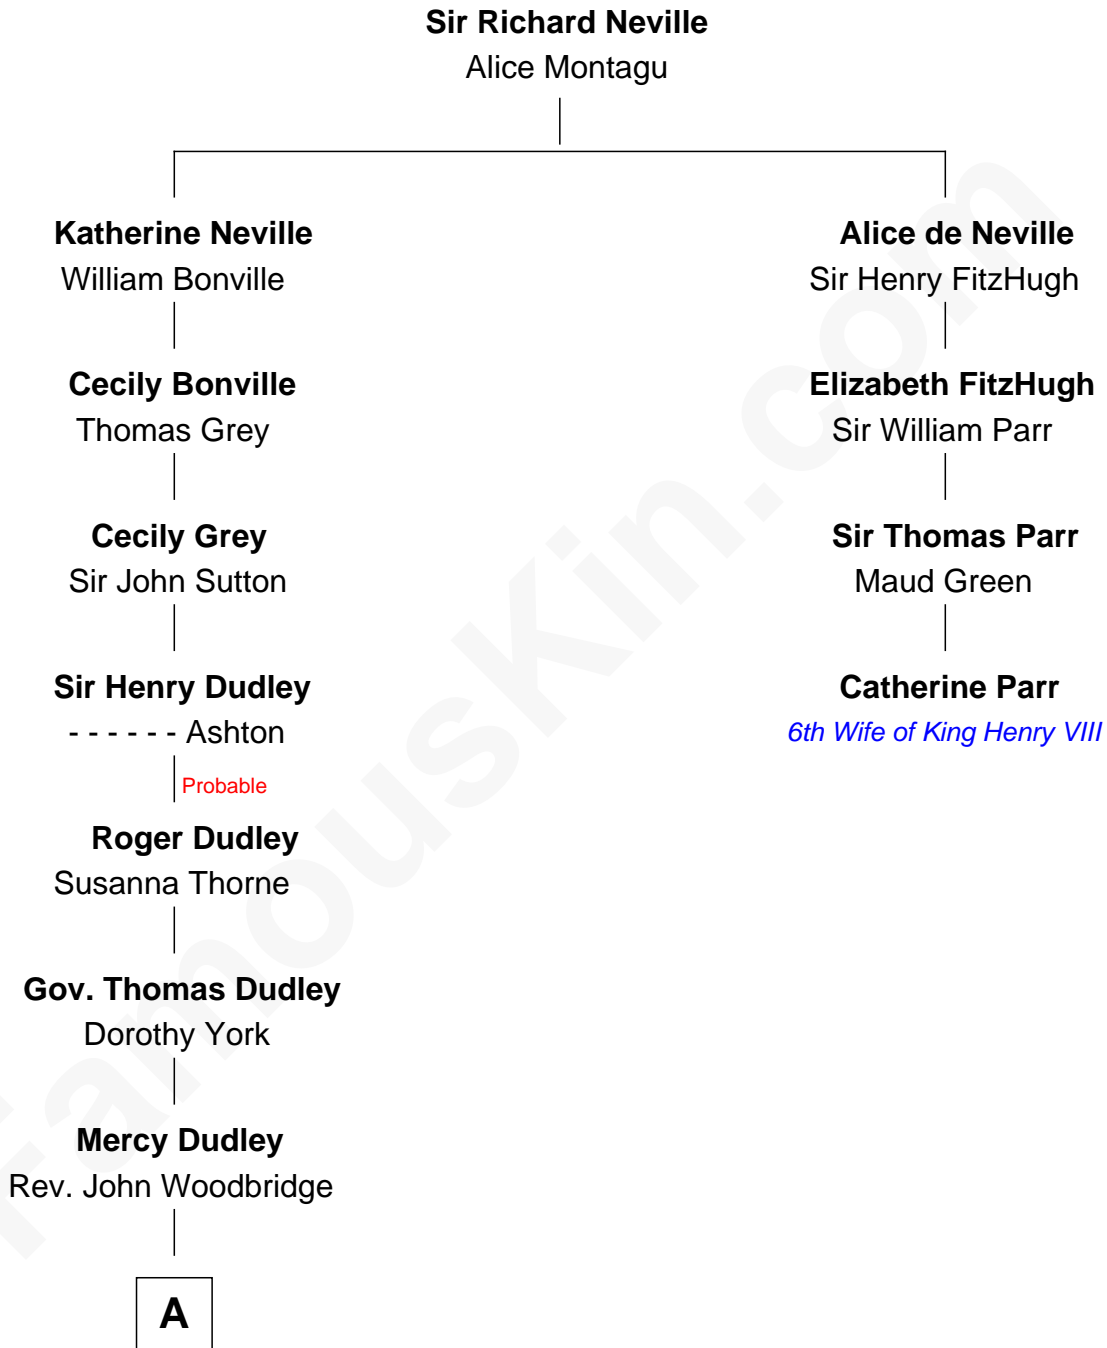 Sir Richard Neville
Alice Montagu
Katherine Neville
William Bonville
Alice de Neville
Sir Henry FitzHugh
Cecily Bonville
Thomas Grey
Elizabeth FitzHugh
Sir William Parr
Cecily Grey
Sir John Sutton
Sir Thomas Parr
Maud Green
Sir Henry Dudley
- - - - - - Ashton
Catherine Parr
6th Wife of King Henry VIII
Probable
Roger Dudley
Susanna Thorne
Gov. Thomas Dudley
Dorothy York
Mercy Dudley
Rev. John Woodbridge
A
FamousKin.com